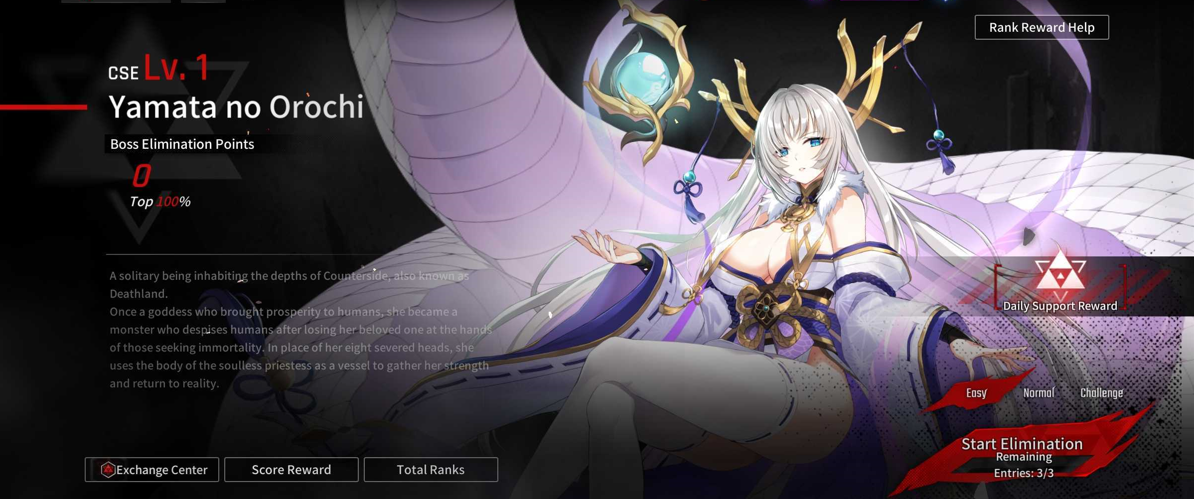 Rank Reward Help
CSE Lv. 1
Yamata no Orochi
Boss Elimination Points
0
Top 100%
A solitary being inhabiting the depths of Counterside, also known as
Deathland.
Once a goddess who brought prosperity to humans, she became a
monster who despises humans after losing her beloved one at the hands
of those seeking immortality. In place of her eight severed heads, she
uses the body of the soulless priestess as a vessel to gather her strength
and return to reality.
Daily Support Reward
Easy Normal Challenge
Start Elimination
Remaining
Entries: 3/3
Exchange Center Score Reward Total Ranks